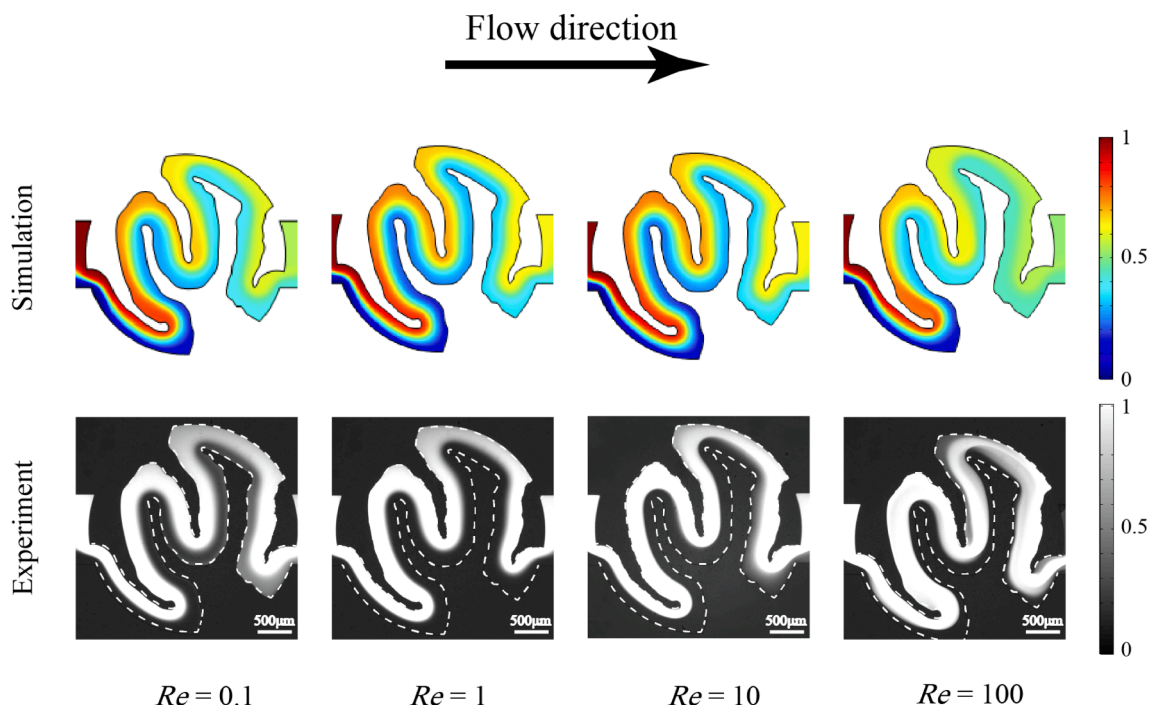 Flow direction
Simulation
1
0.5
0
Experiment
500μm
500μm
500μm
500μm
1
0.5
0
Re = 0.1
Re = 1
Re = 10
Re = 100